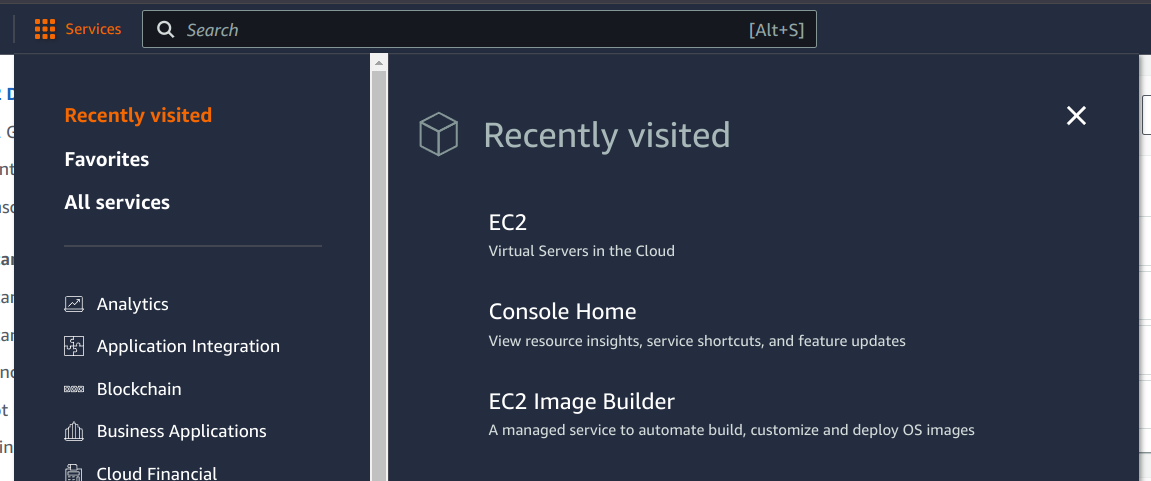 Services
Search
[Alt+S]
Recently visited
Favorites
All services
Analytics
Application Integration
Blockchain
Business Applications
Cloud Financial
Recently visited
EC2
Virtual Servers in the Cloud
Console Home
View resource insights, service shortcuts, and feature updates
EC2 Image Builder
A managed service to automate build, customize and deploy OS images